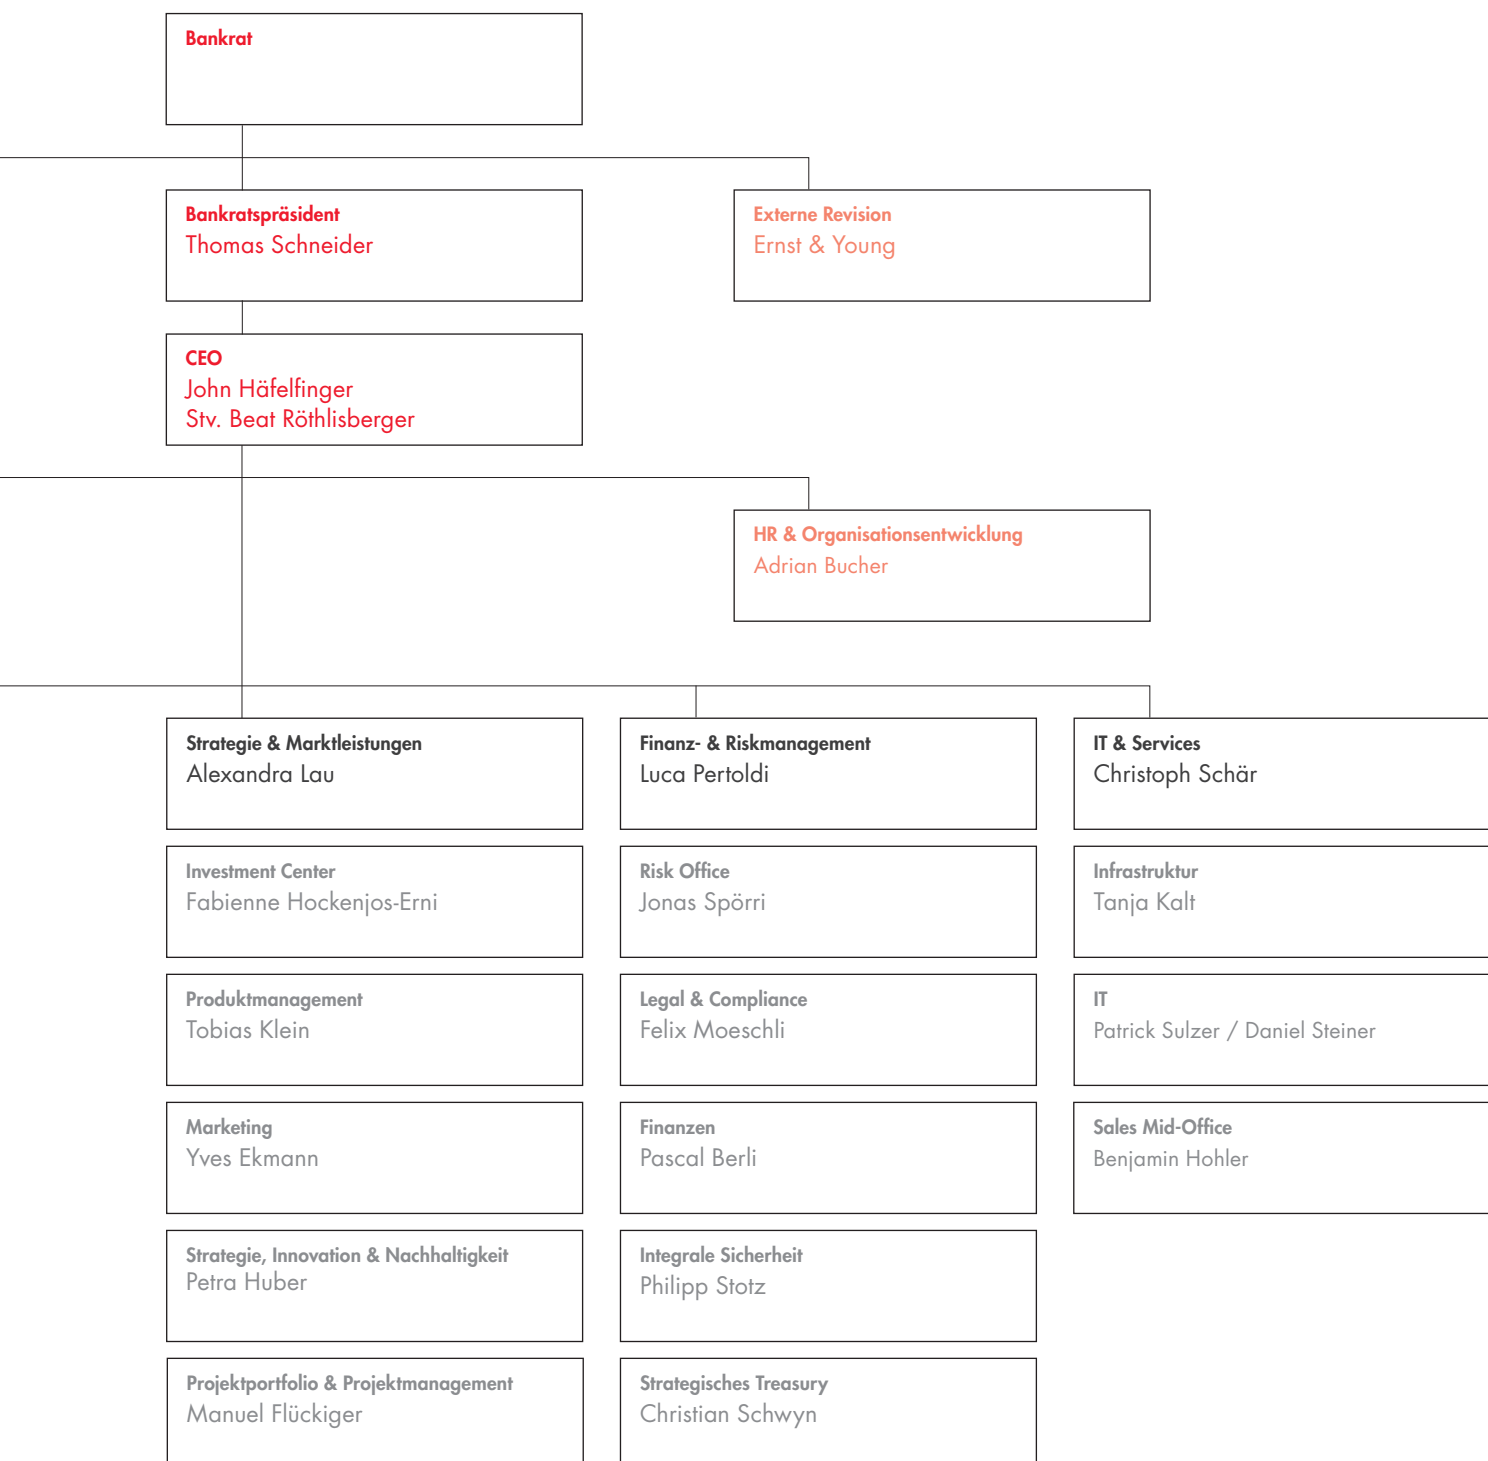 Bankrat
Bankratspräsident
Thomas Schneider
Externe Revision
Ernst & Young
CEO
John Häfelfinger
Stv. Beat Röthlisberger
HR & Organisationsentwicklung
Adrian Bucher
Strategie & Marktleistungen
Alexandra Lau
Investment Center
Fabienne Hockenjos-Erni
Produktmanagement
Tobias Klein
Marketing
Yves Ekmann
Strategie, Innovation & Nachhaltigkeit
Petra Huber
Projektportfolio & Projektmanagement
Manuel Flückiger
Finanz- & Riskmanagement
Luca Pertoldi
Risk Office
Jonas Spörri
Legal & Compliance
Felix Moeschli
Finanzen
Pascal Berli
Integrale Sicherheit
Philipp Stotz
Strategisches Treasury
Christian Schwyn
IT & Services
Christoph Schär
Infrastruktur
Tanja Kalt
IT
Patrick Sulzer / Daniel Steiner
Sales Mid-Office
Benjamin Hohler